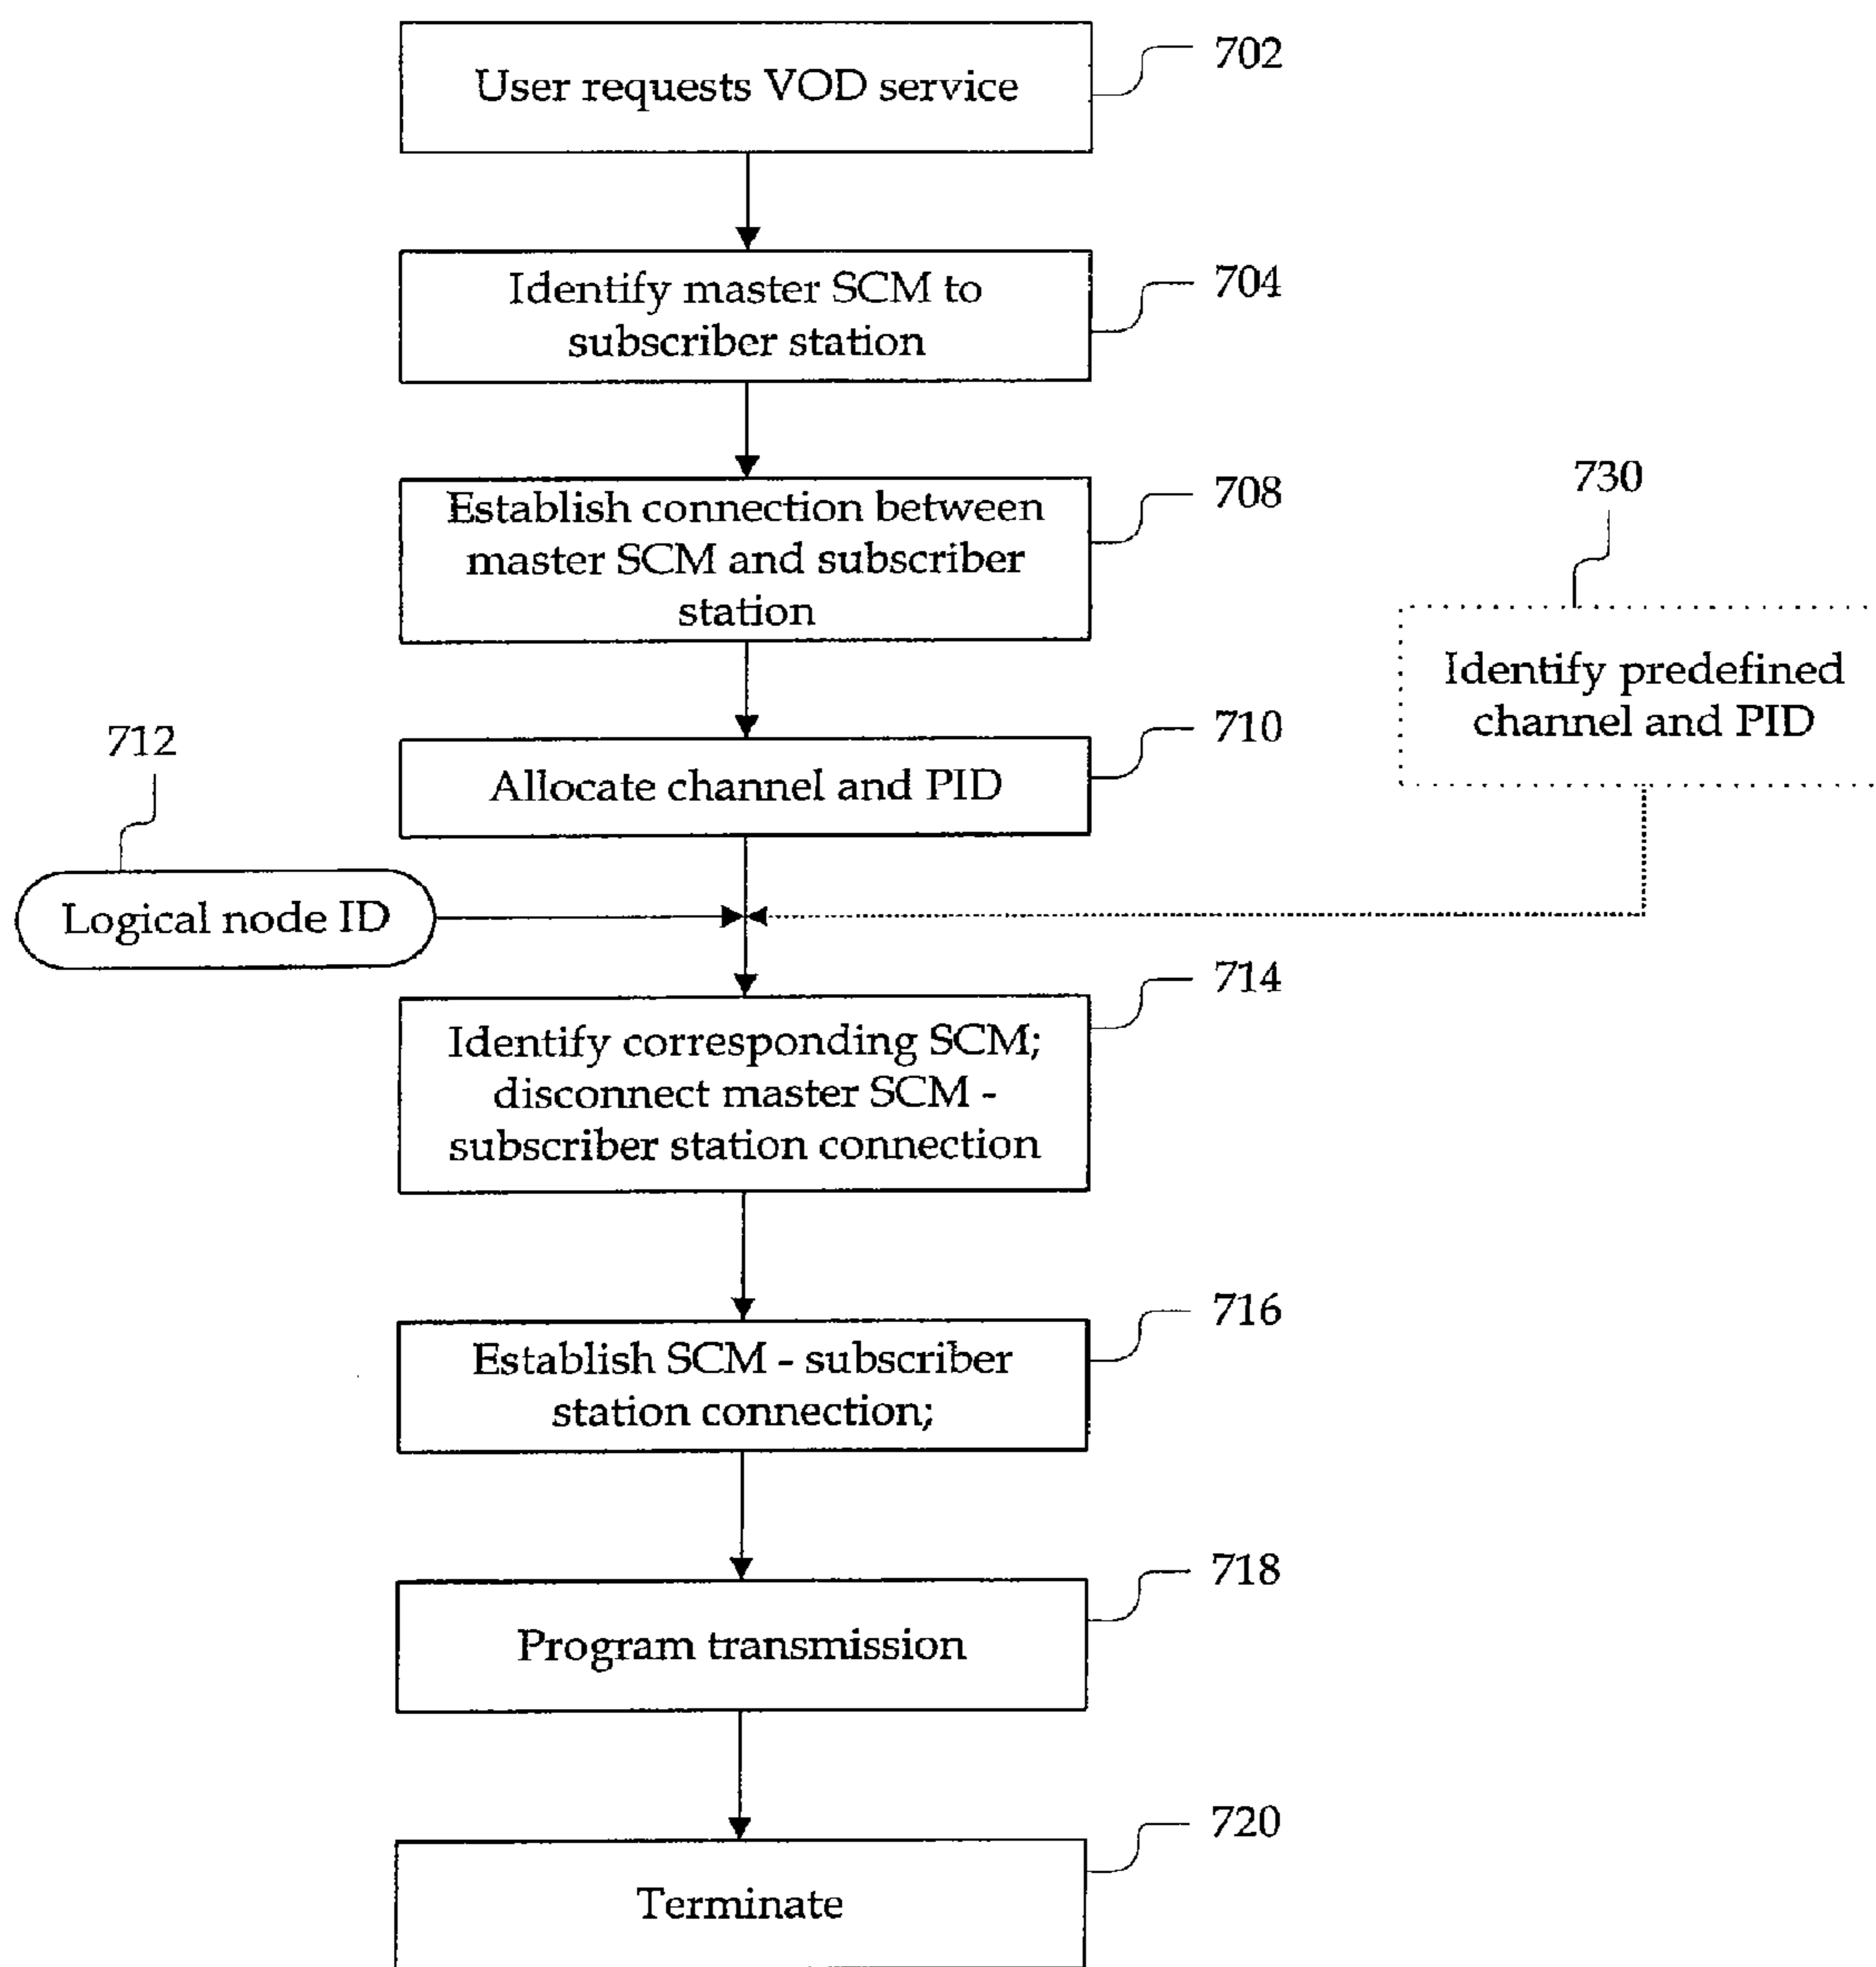 User requests VOD service
702
Identify master SCM to
subscriber station
704
Establish connection between
master SCM and subscriber
station
708
730
Identify predefined
channel and PID
Allocate channel and PID
710
712
Logical node ID
Identify corresponding SCM;
disconnect master SCM -
subscriber station connection
714
Establish SCM - subscriber
station connection;
716
Program transmission
718
Terminate
720